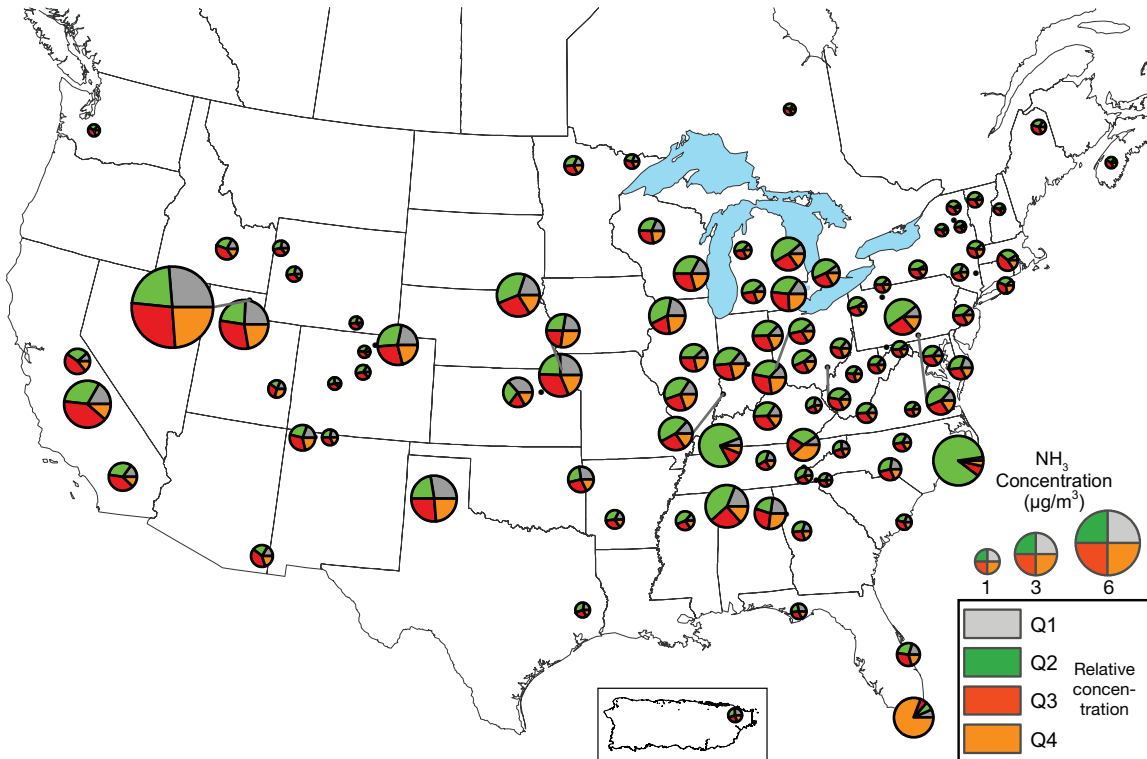 NH3
Concentration
(µg/m3)
1 3 6
Q1
Q2
Q3
Q4
Relative
concen-
tration